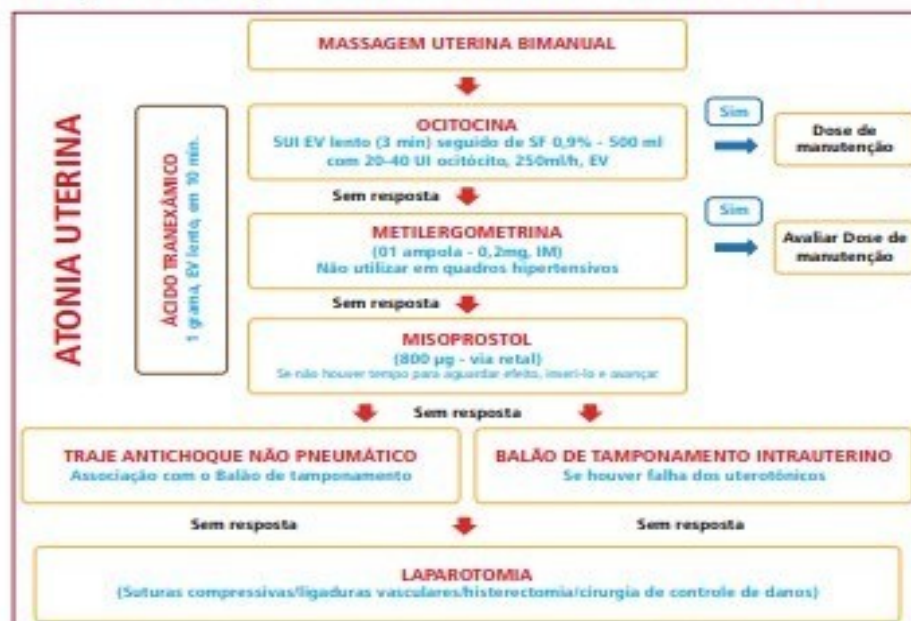 MASSAGEM UTERINA BIMANUAL
ATONIA UTERINA
ÁCIDO TRANEXÂMICO
1 grama, EV lento, em 10 min.
OCITOCINA
5UI EV lento (3 min) seguido de SF 0,9% - 500 ml
com 20-40 UI ocitócito, 250ml/h, EV
Sim
Dose de
manutenção
Sem resposta
METILERGOMETRINA
(01 ampola - 0,2mg, IM)
Não utilizar em quadros hipertensivos
Sim
Avaliar Dose de
manutenção
Sem resposta
MISOPROSTOL
(800 µg - via retal)
Se não houver tempo para aguardar efeito, inseri-lo e avançar
Sem resposta
TRAJE ANTICHOQUE NÃO PNEUMÁTICO
Associação com o Balão de tamponamento
BALÃO DE TAMPONAMENTO INTRAUTERINO
Se houver falha dos uterotônicos
Sem resposta
Sem resposta
LAPAROTOMIA
(Suturas compressivas/ligaduras vasculares/histerectomia/cirurgia de controle de danos)